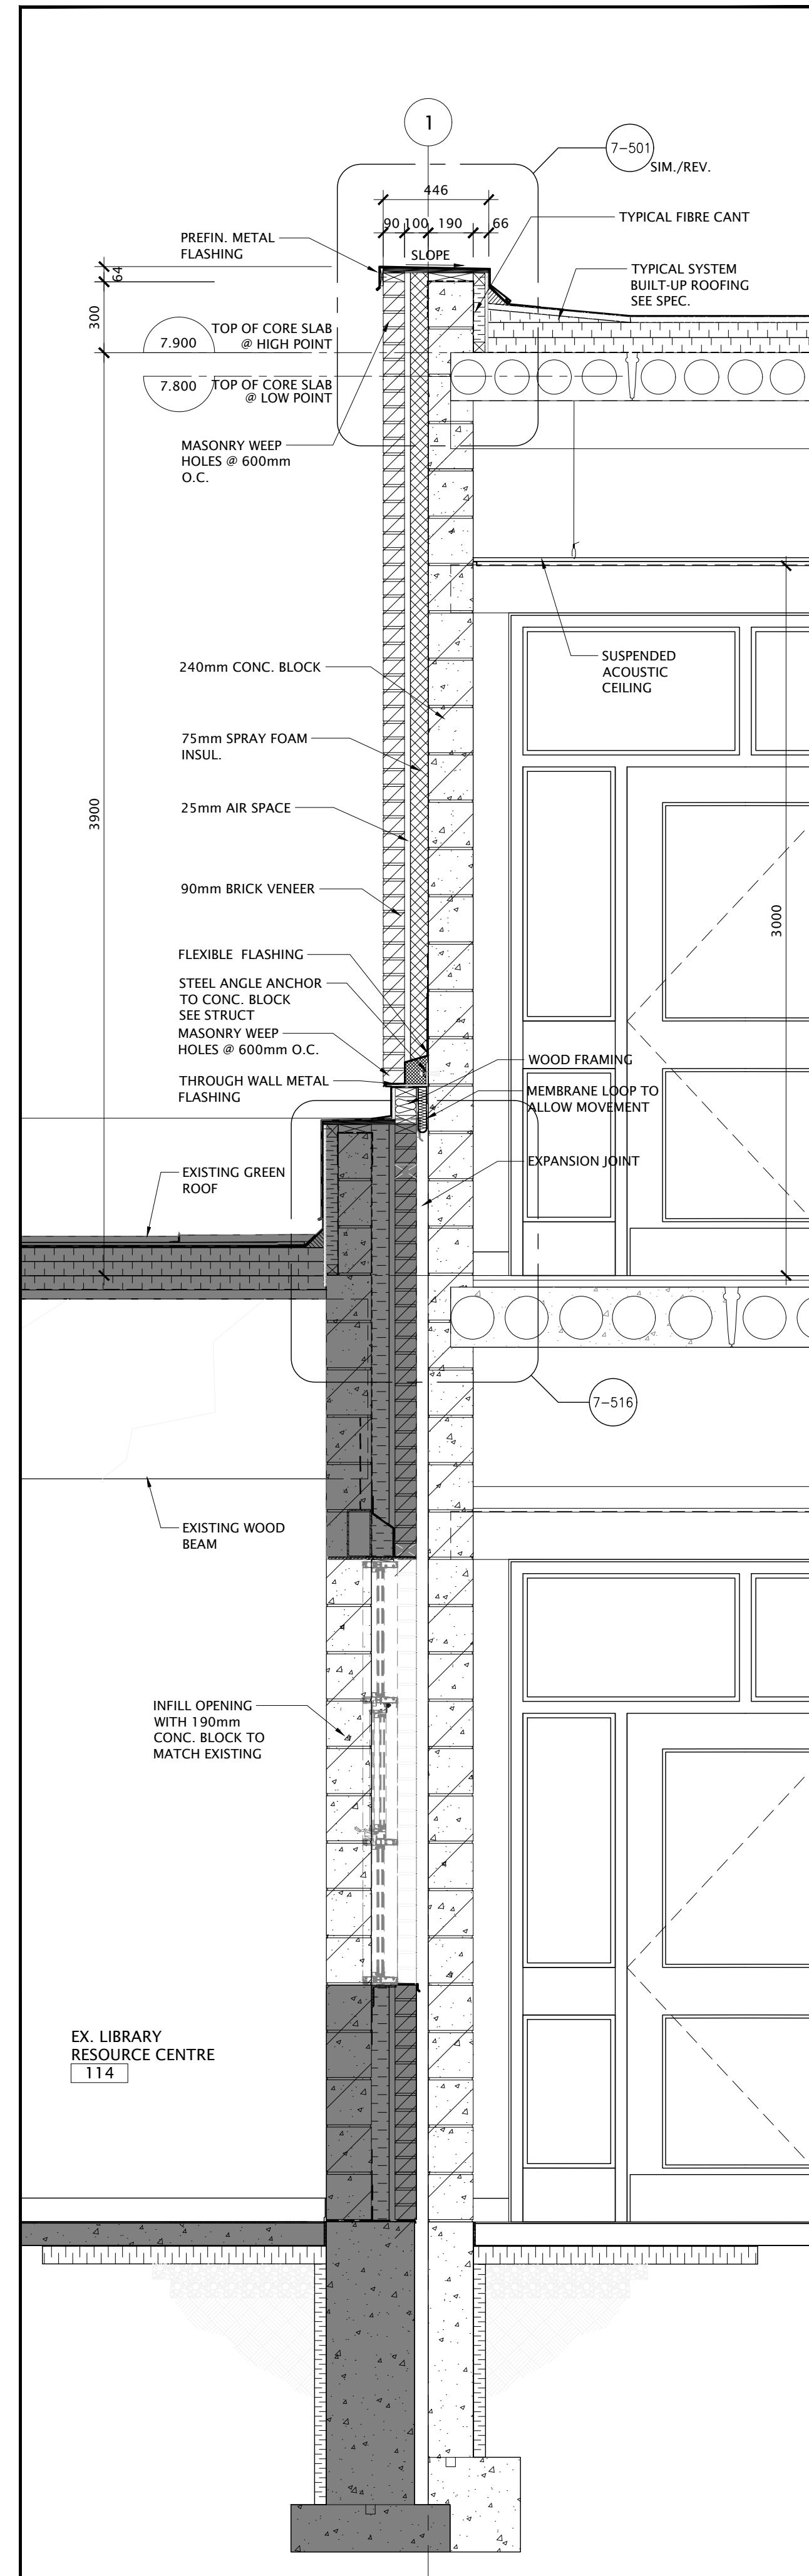 1
7-501
SIM./REV.
446
90
100
190
66
TYPICAL FIBRE CANT
PREFIN. METAL
FLASHING
SLOPE
64
TYPICAL SYSTEM
BUILT-UP ROOFING
SEE SPEC.
300
7.900
TOP OF CORE SLAB
@ HIGH POINT
7.800
TOP OF CORE SLAB
@ LOW POINT
MASONRY WEEP
HOLES @ 600mm
O.C.
240mm CONC. BLOCK
SUSPENDED
ACOUSTIC
CEILING
75mm SPRAY FOAM
INSUL.
25mm AIR SPACE
3900
90mm BRICK VENEER
3000
FLEXIBLE FLASHING
STEEL ANGLE ANCHOR
TO CONC. BLOCK
SEE STRUCT
MASONRY WEEP
HOLES @ 600mm O.C.
THROUGH WALL METAL
FLASHING
WOOD FRAMING
MEMBRANE LOOP TO
ALLOW MOVEMENT
EXPANSION JOINT
EXISTING GREEN
ROOF
7-516
EXISTING WOOD
BEAM
INFILL OPENING
WITH 190mm
CONC. BLOCK TO
MATCH EXISTING
EX. LIBRARY
RESOURCE CENTRE
114